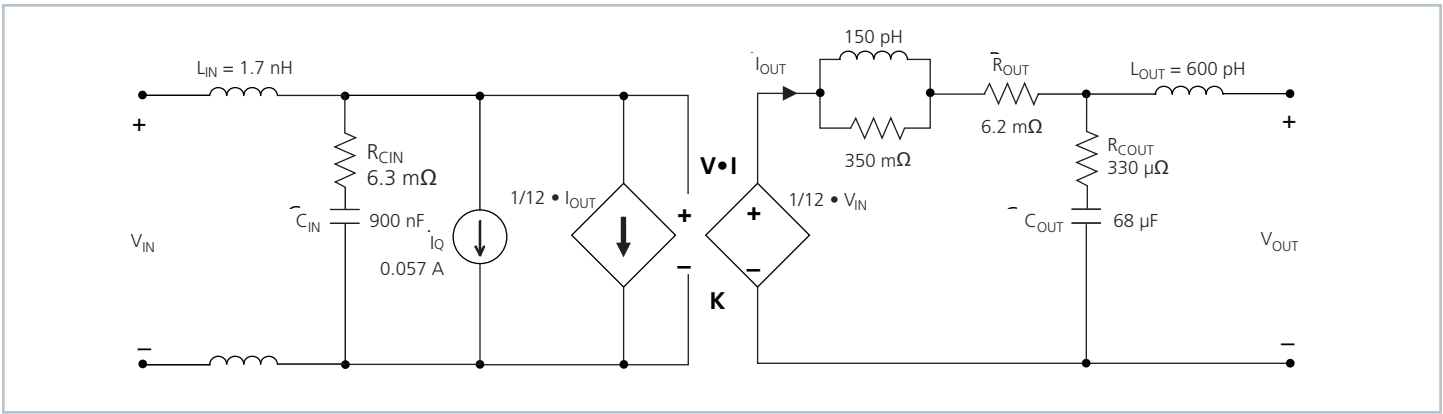 L_IN = 1.7 nH
+
R_CIN
6.3 mΩ
C_IN
900 nF
V_IN
I_Q
0.057 A
1/12 • I_OUT
+
–
–
V•I
K
+
–
1/12 • V_IN
I_OUT
150 pH
350 mΩ
R_OUT
6.2 mΩ
L_OUT = 600 pH
+
R_COUT
330 µΩ
C_OUT
68 µF
V_OUT
–